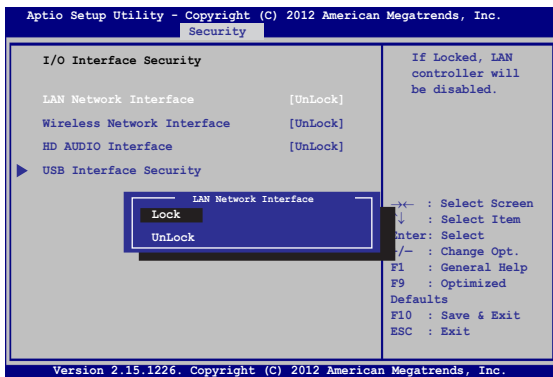 Aptio Setup Utility - Copyright (C) 2012 American Megatrends, Inc.
Security
I/O Interface Security
LAN Network Interface [UnLock]
Wireless Network Interface [UnLock]
HD AUDIO Interface [UnLock]
USB Interface Security
LAN Network Interface
Lock
UnLock
If Locked, LAN
controller will
be disabled.
→← : Select Screen
↑↓ : Select Item
Enter: Select
+/— : Change Opt.
F1 : General Help
F9 : Optimized
Defaults
F10 : Save & Exit
ESC : Exit
Version 2.15.1226. Copyright (C) 2012 American Megatrends, Inc.